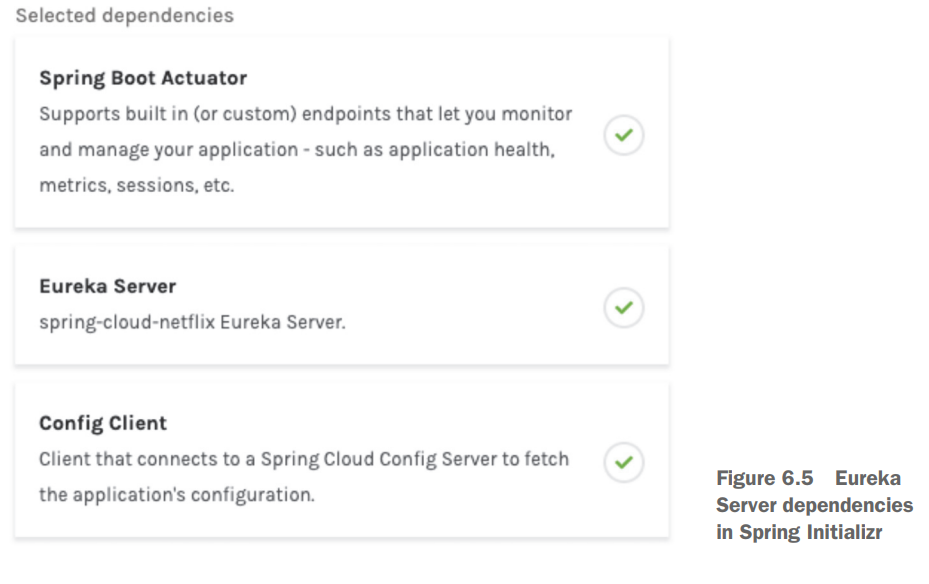 Selected dependencies
Spring Boot Actuator
Supports built in (or custom) endpoints that let you monitor
and manage your application - such as application health,
metrics, sessions, etc.
Eureka Server
spring-cloud-netflix Eureka Server.
Config Client
Client that connects to a Spring Cloud Config Server to fetch
the application's configuration.
Figure 6.5 Eureka
Server dependencies
in Spring Initializr